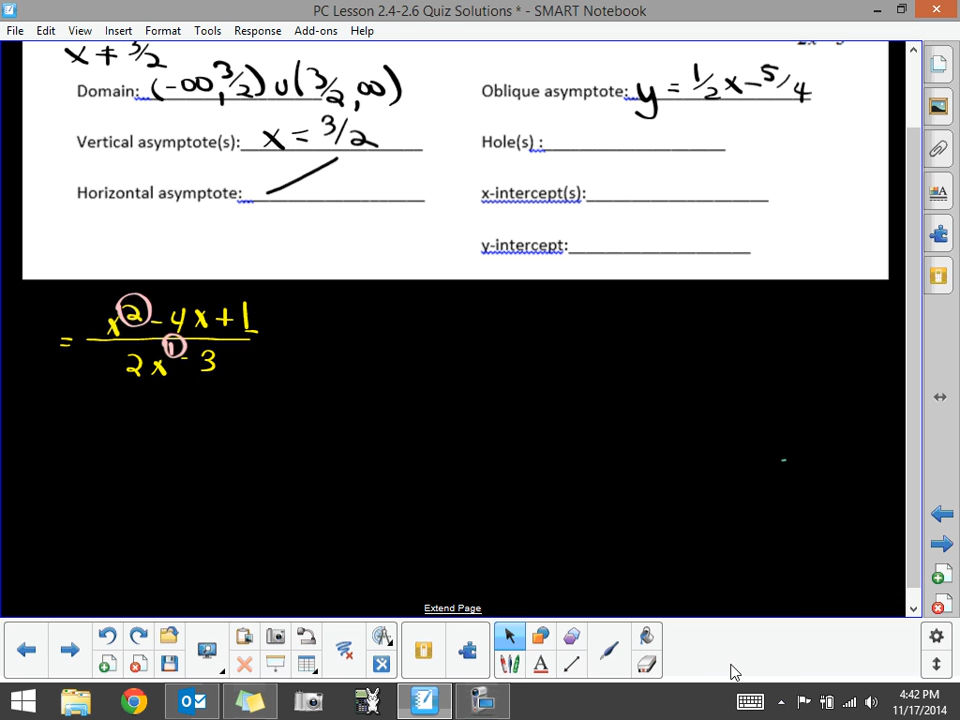 PC Lesson 2.4-2.6 Quiz Solutions * - SMART Notebook
File Edit View Insert Format Tools Response Add-ons Help
x ≠ 3/2
Domain: (-∞, 3/2) ∪ (3/2, ∞)
Oblique asymptote: y = 1/2 x - 5/4
Vertical asymptote(s): x = 3/2
Hole(s) :
Horizontal asymptote:
x-intercept(s):
y-intercept:
= x² - 4x + 1 / 2x¹ - 3
Extend Page
4:42 PM
11/17/2014